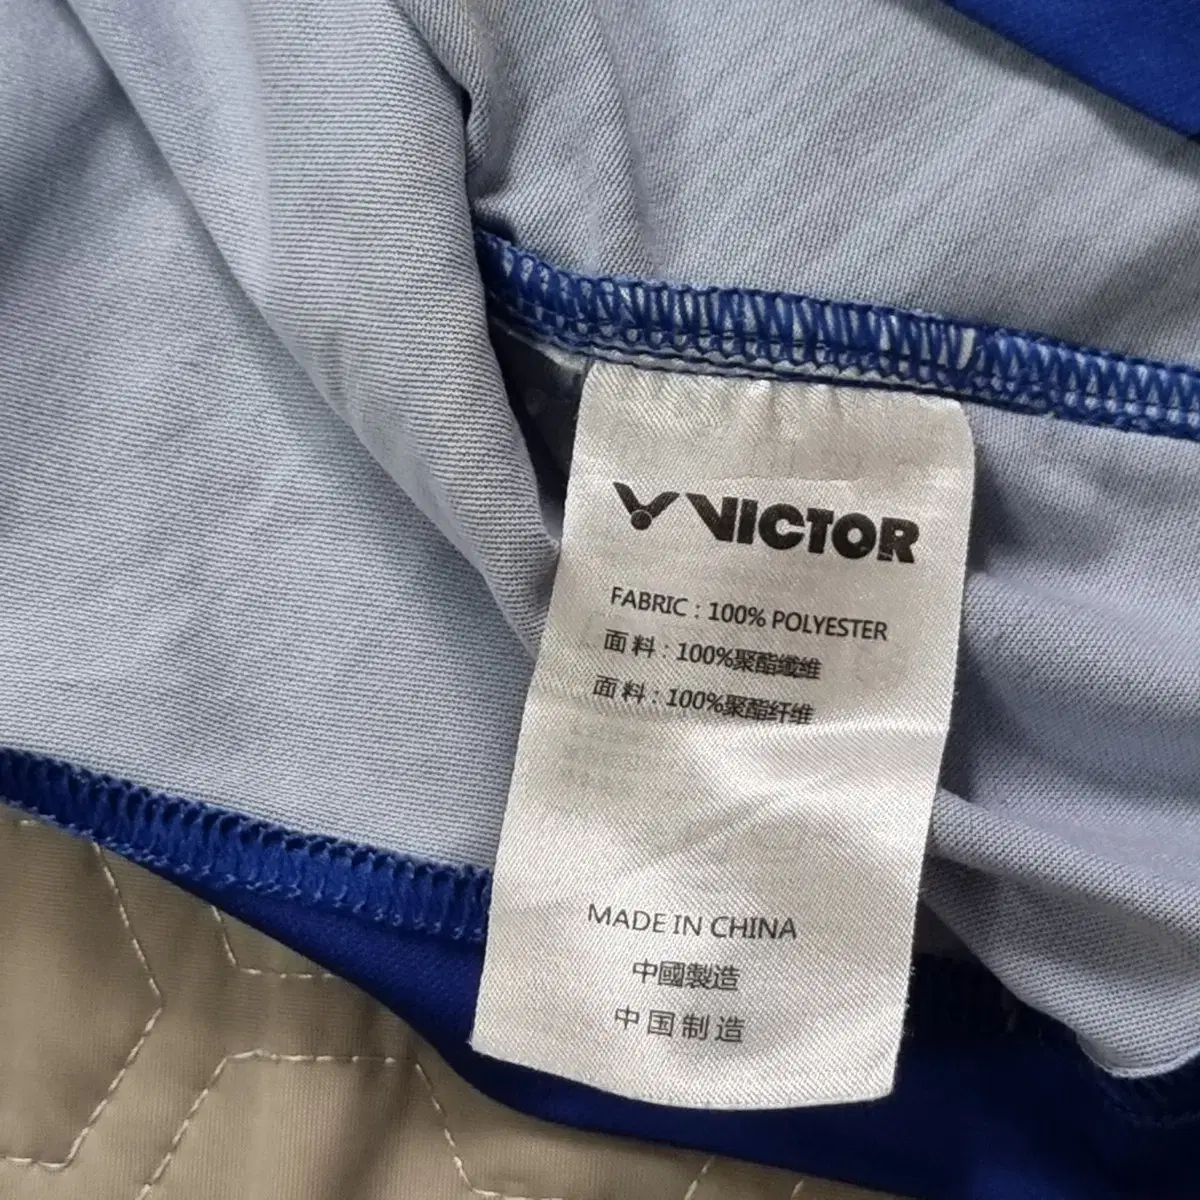 VICTOR
FABRIC : 100% POLYESTER
面 料 : 100%聚酯纖維
面 料 : 100%聚酯纤维
MADE IN CHINA
中國製造
中国制造